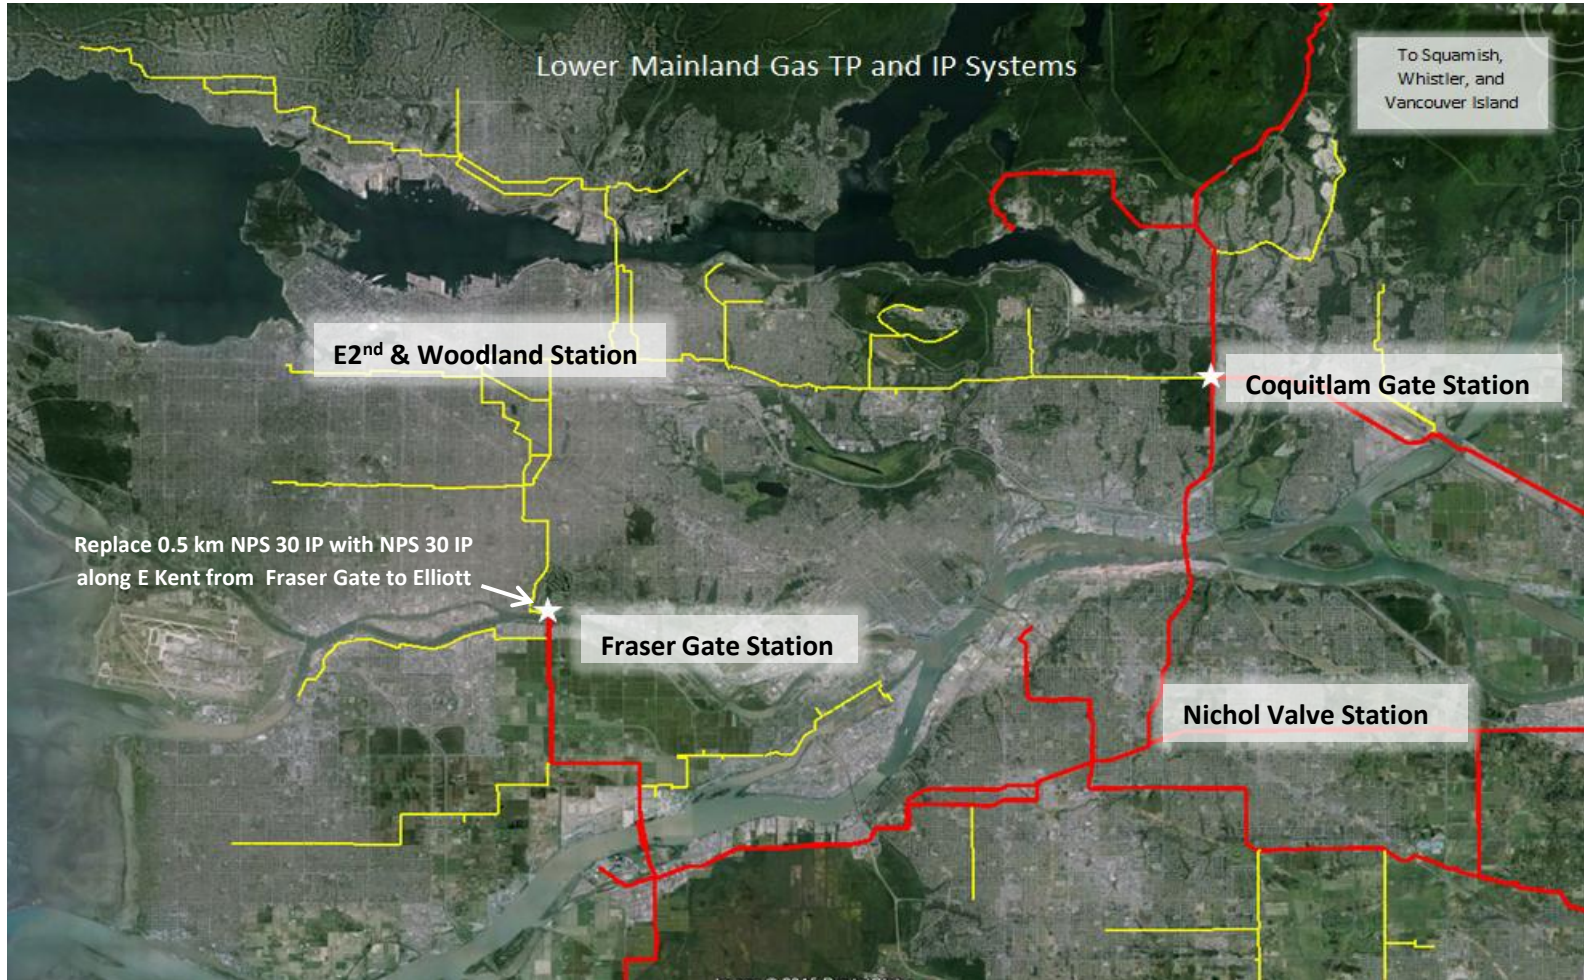 Lower Mainland Gas TP and IP Systems
To Squamish,
Whistler, and
Vancouver Island
E2nd & Woodland Station
Coquitlam Gate Station
Replace 0.5 km NPS 30 IP with NPS 30 IP
along E Kent from Fraser Gate to Elliott
Fraser Gate Station
Nichol Valve Station